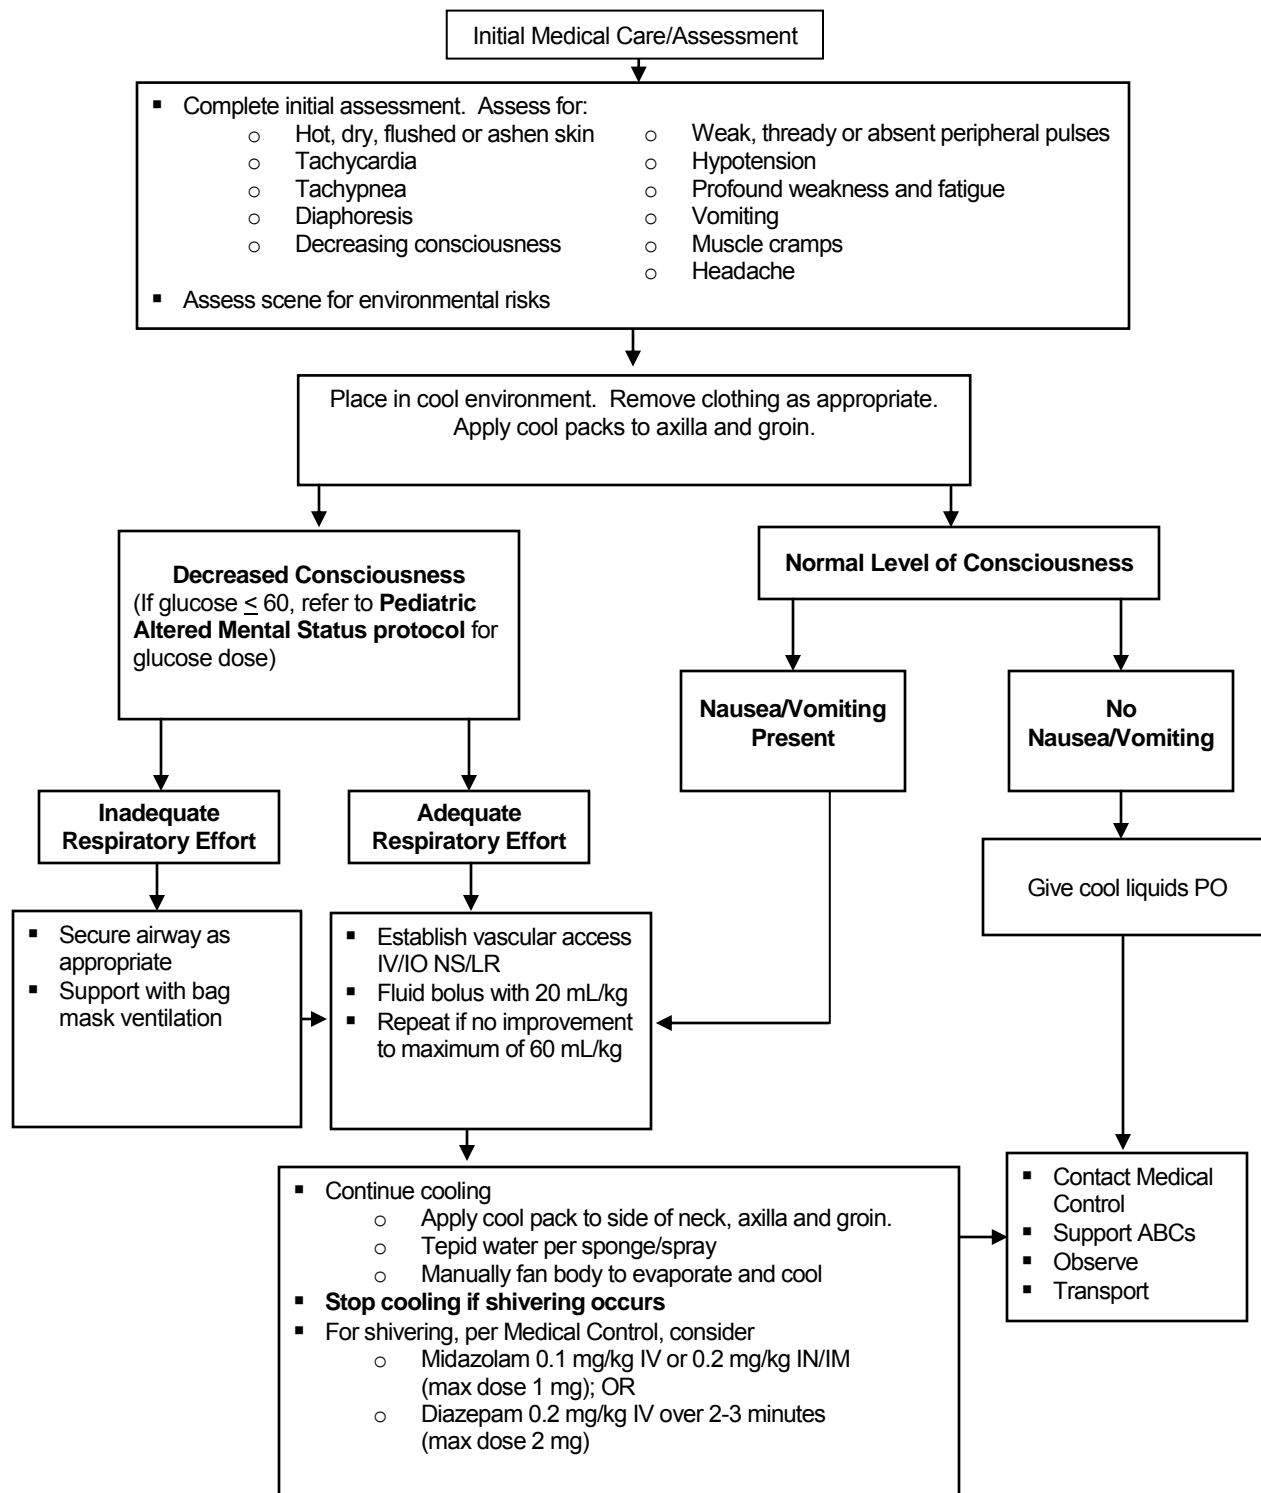 Initial Medical Care/Assessment
▪ Complete initial assessment.  Assess for:
o Hot, dry, flushed or ashen skin
o Tachycardia
o Tachypnea
o Diaphoresis
o Decreasing consciousness
o Weak, thready or absent peripheral pulses
o Hypotension
o Profound weakness and fatigue
o Vomiting
o Muscle cramps
o Headache
▪ Assess scene for environmental risks
Place in cool environment.  Remove clothing as appropriate.
Apply cool packs to axilla and groin.
Decreased Consciousness
(If glucose ≤ 60, refer to Pediatric
Altered Mental Status protocol for
glucose dose)
Normal Level of Consciousness
Nausea/Vomiting
Present
No
Nausea/Vomiting
Inadequate
Respiratory Effort
Adequate
Respiratory Effort
Give cool liquids PO
▪ Secure airway as
appropriate
▪ Support with bag
mask ventilation
▪ Establish vascular access
IV/IO NS/LR
▪ Fluid bolus with 20 mL/kg
▪ Repeat if no improvement
to maximum of 60 mL/kg
▪ Continue cooling
o Apply cool pack to side of neck, axilla and groin.
o Tepid water per sponge/spray
o Manually fan body to evaporate and cool
▪ Stop cooling if shivering occurs
▪ For shivering, per Medical Control, consider
o Midazolam 0.1 mg/kg IV or 0.2 mg/kg IN/IM
(max dose 1 mg); OR
o Diazepam 0.2 mg/kg IV over 2-3 minutes
(max dose 2 mg)
▪ Contact Medical
Control
▪ Support ABCs
▪ Observe
▪ Transport